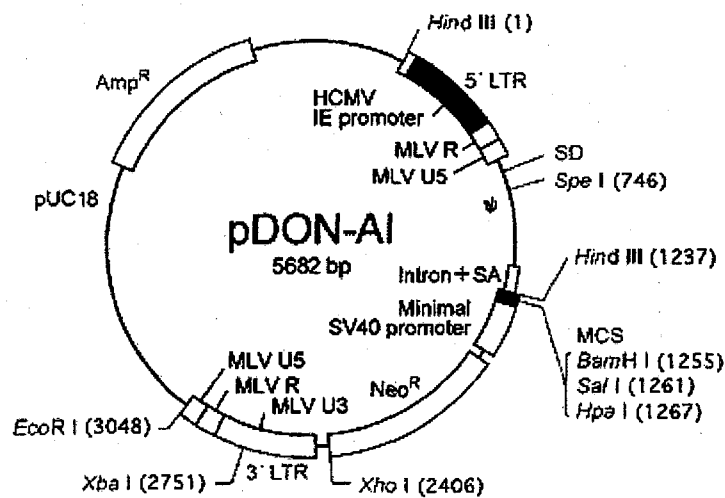 Hind III (1)
5' LTR
Amp^R
HCMV
IE promoter
MLV R
MLV U5
SD
Spe I (746)
ψ
pUC18
pDON-AI
5682 bp
Intron+SA
Hind III (1237)
Minimal
SV40 promoter
MCS
BamH I (1255)
Sal I (1261)
Hpa I (1267)
MLV U5
MLV R
MLV U3
Neo^R
EcoR I (3048)
Xba I (2751)
3' LTR
Xho I (2406)